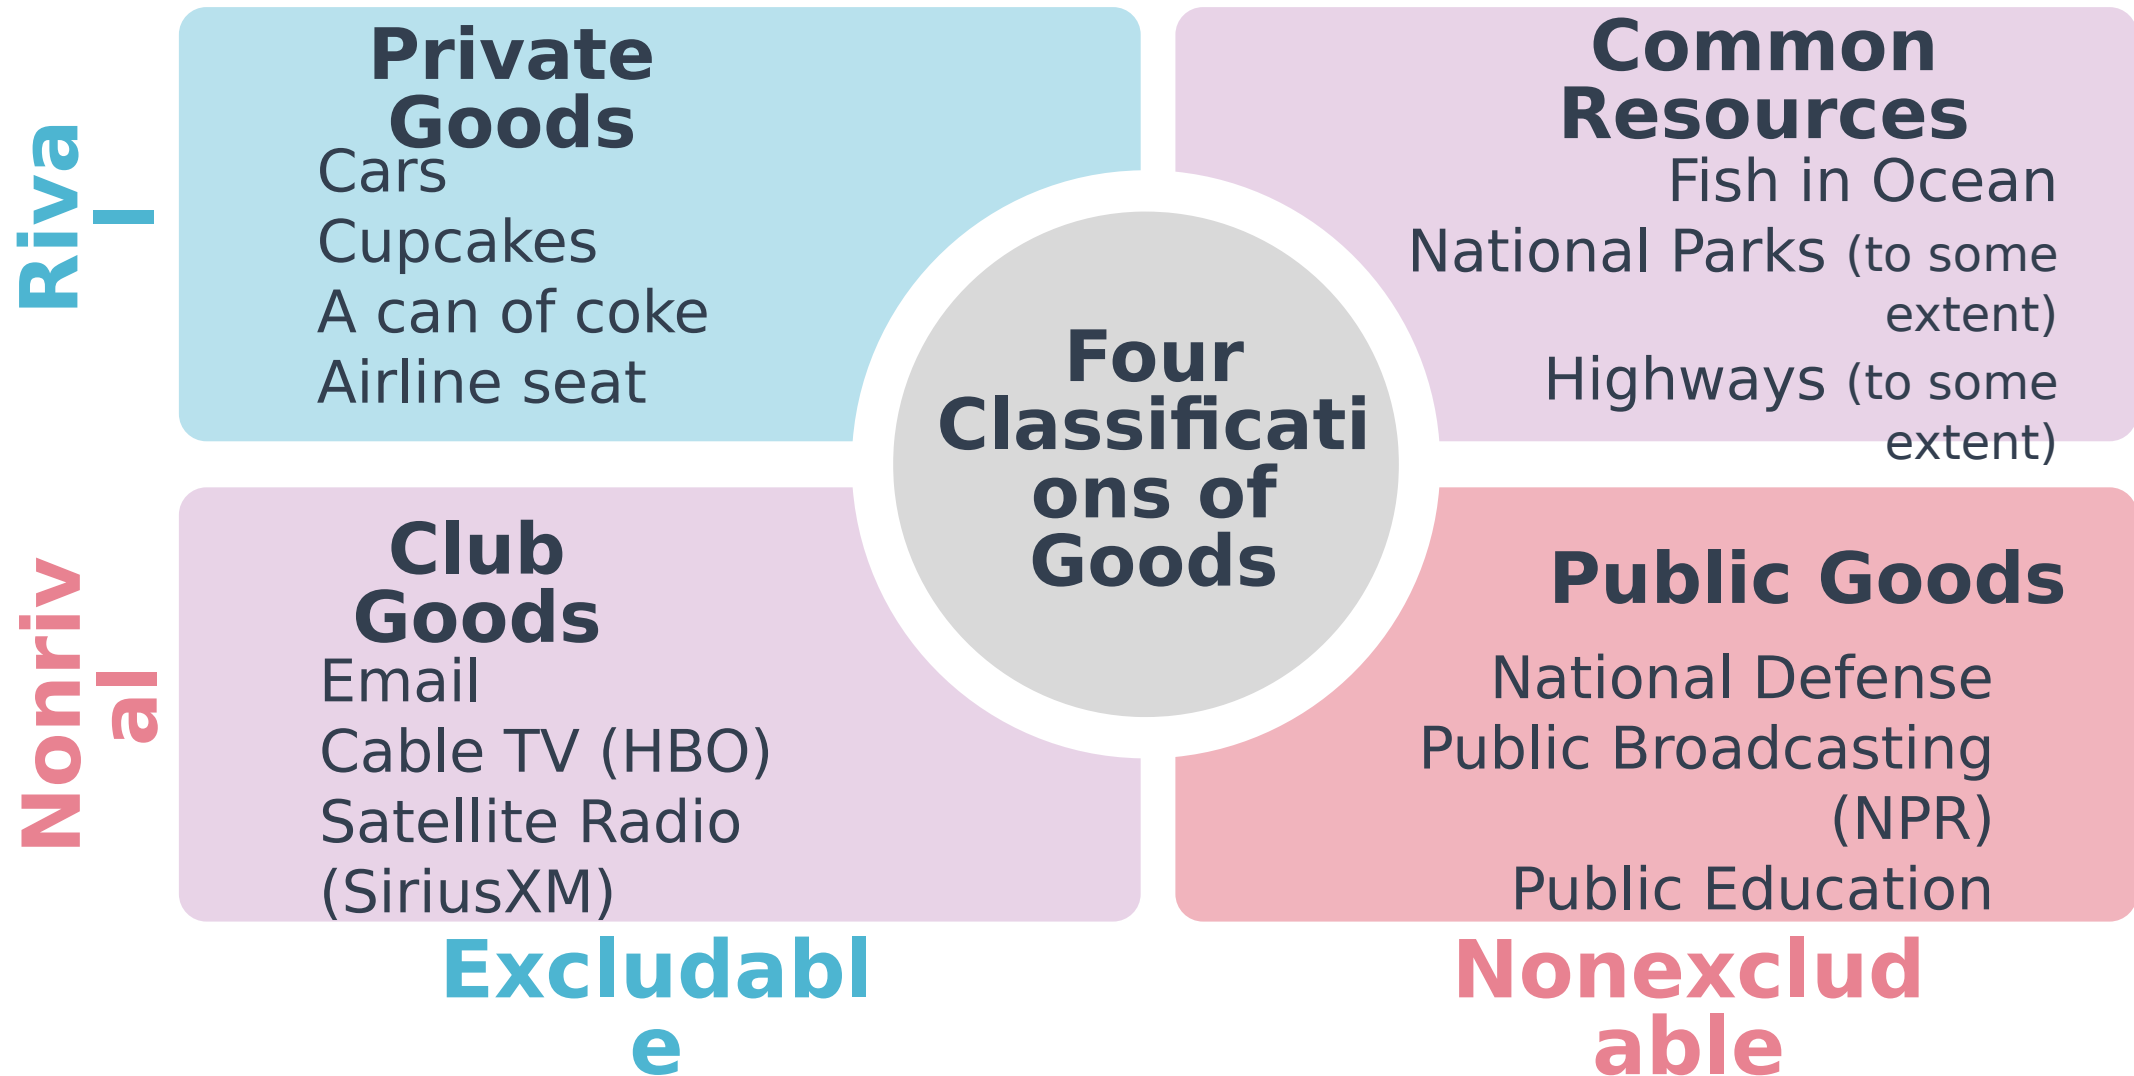 Private
Goods
Cars
Cupcakes
A can of coke
Airline seat
Common
Resources
Fish in Ocean
National Parks (to some
extent)
Highways (to some
extent)
Four
Classificati
ons of
Goods
Club
Goods
Email
Cable TV (HBO)
Satellite Radio
(SiriusXM)
Public Goods
National Defense
Public Broadcasting
(NPR)
Public Education
Riva
l
Nonriv
al
Excludabl
e
Nonexclud
able